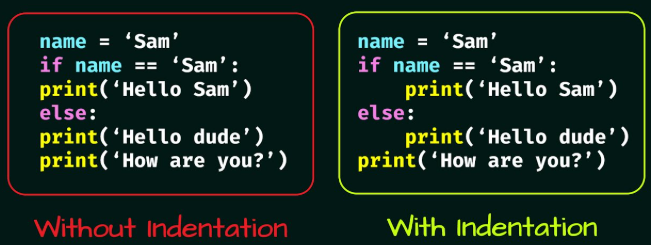 name = ‘Sam’
if name == ‘Sam’:
print(‘Hello Sam’)
else:
print(‘Hello dude’)
print(‘How are you?’)
Without Indentation
name = ‘Sam’
if name == ‘Sam’:
    print(‘Hello Sam’)
else:
    print(‘Hello dude’)
print(‘How are you?’)
With Indentation